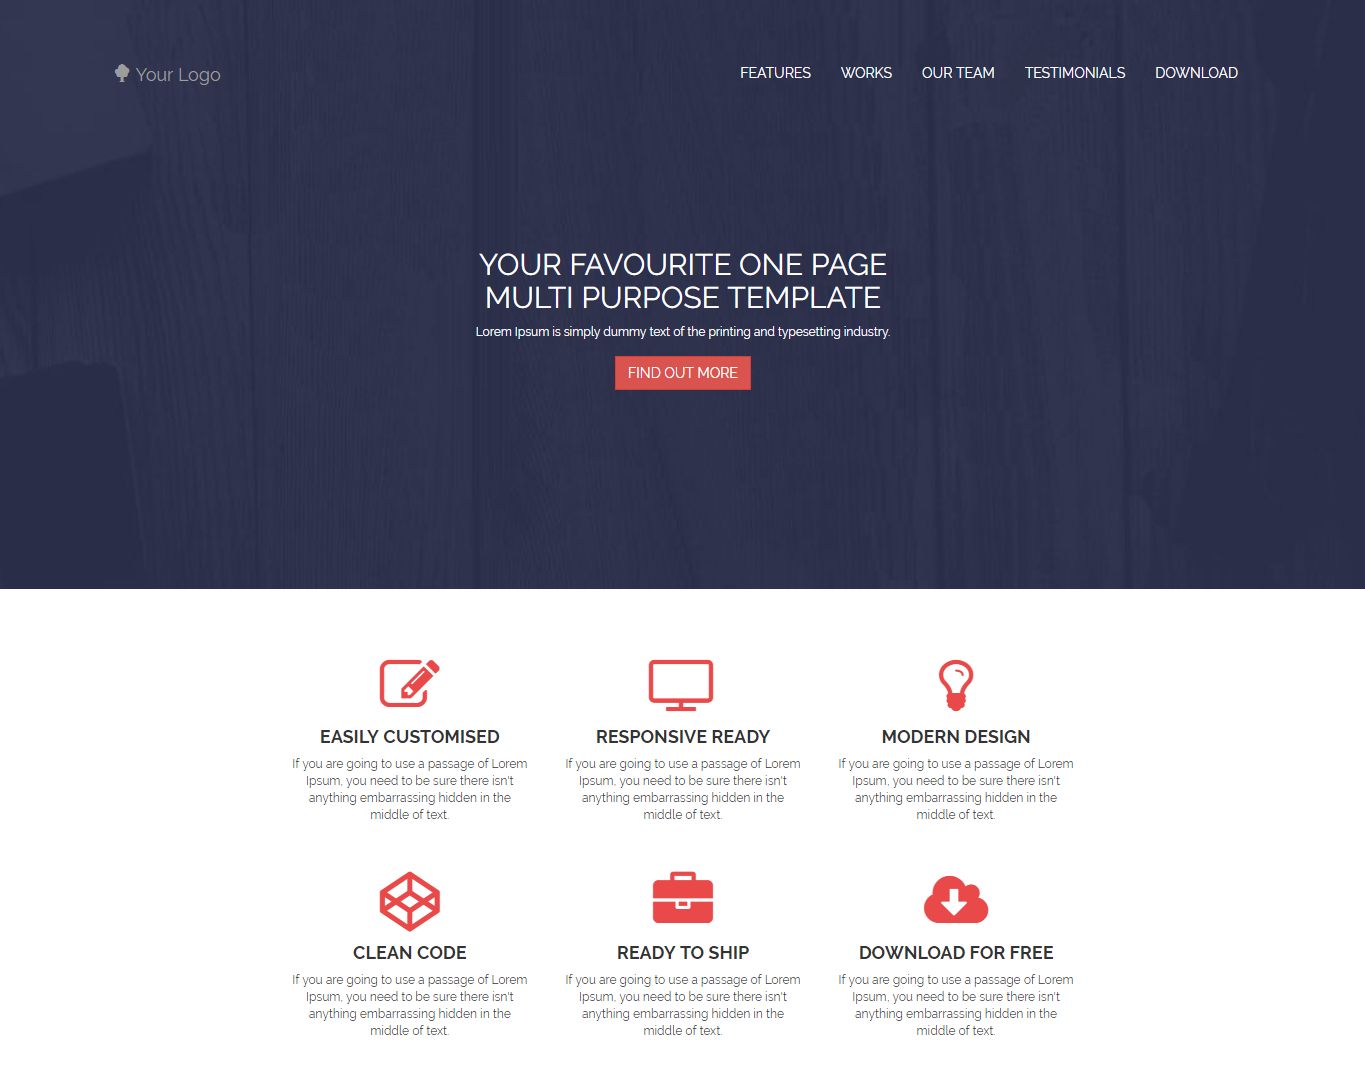 Your Logo
FEATURES WORKS OUR TEAM TESTIMONIALS DOWNLOAD
YOUR FAVOURITE ONE PAGE
MULTI PURPOSE TEMPLATE
Lorem Ipsum is simply dummy text of the printing and typesetting industry.
FIND OUT MORE
EASILY CUSTOMISED
If you are going to use a passage of Lorem
Ipsum, you need to be sure there isn't
anything embarrassing hidden in the
middle of text.
RESPONSIVE READY
If you are going to use a passage of Lorem
Ipsum, you need to be sure there isn't
anything embarrassing hidden in the
middle of text.
MODERN DESIGN
If you are going to use a passage of Lorem
Ipsum, you need to be sure there isn't
anything embarrassing hidden in the
middle of text.
CLEAN CODE
If you are going to use a passage of Lorem
Ipsum, you need to be sure there isn't
anything embarrassing hidden in the
middle of text.
READY TO SHIP
If you are going to use a passage of Lorem
Ipsum, you need to be sure there isn't
anything embarrassing hidden in the
middle of text.
DOWNLOAD FOR FREE
If you are going to use a passage of Lorem
Ipsum, you need to be sure there isn't
anything embarrassing hidden in the
middle of text.